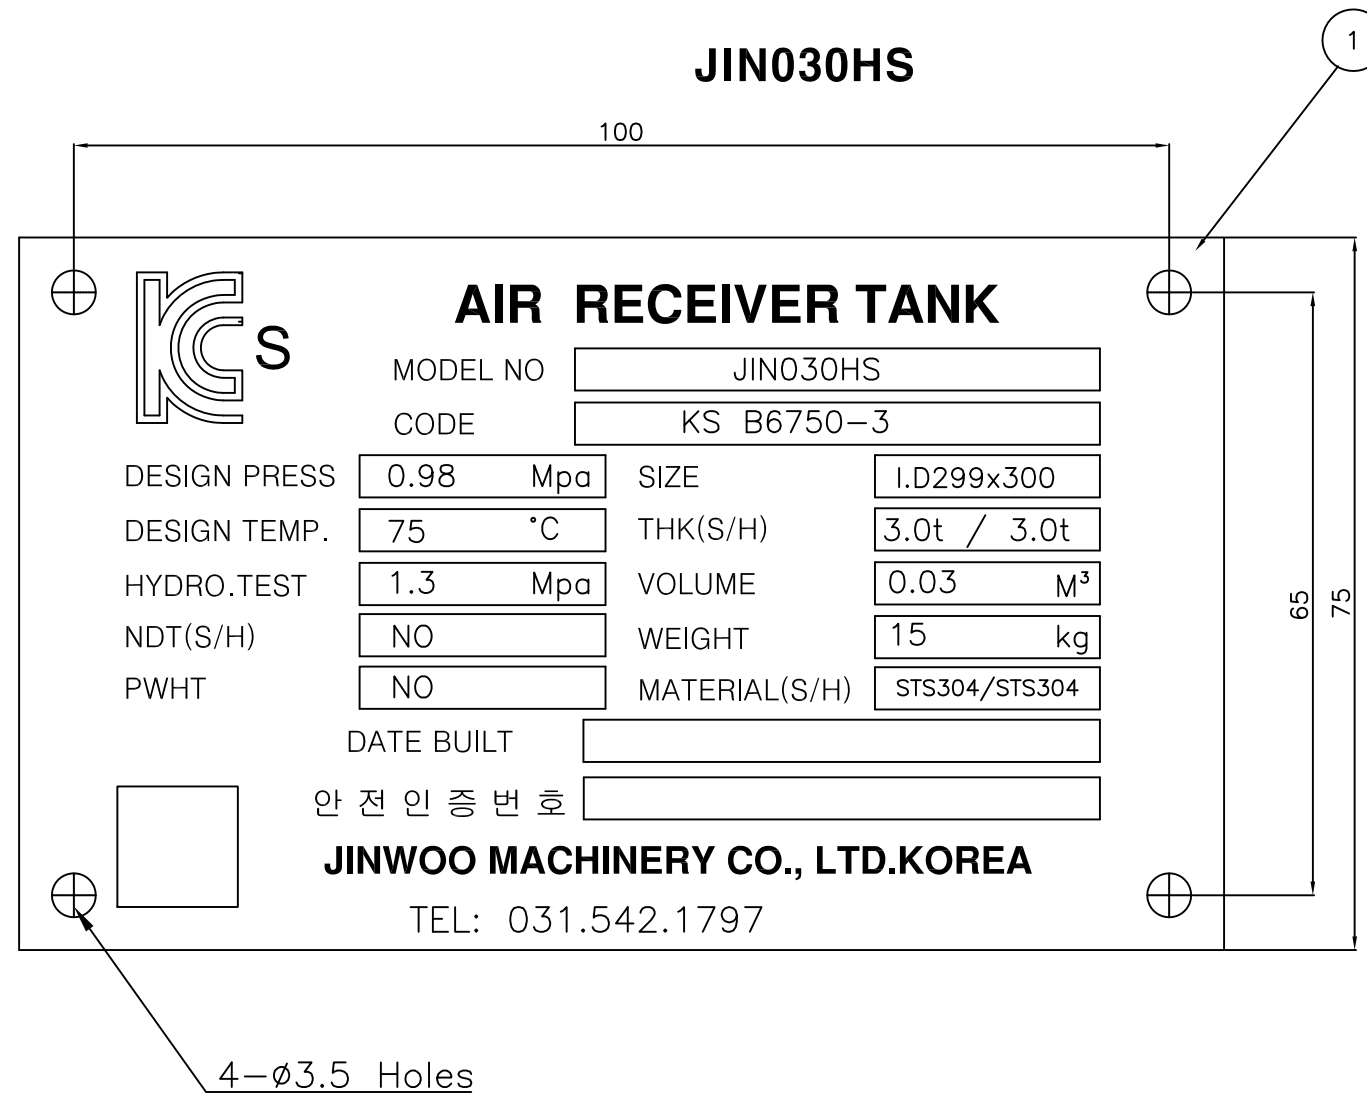 1
JIN030HS
100
KC S
AIR RECEIVER TANK
MODEL NO JIN030HS
CODE KS B6750-3
DESIGN PRESS 0.98 Mpa SIZE I.D299x300
DESIGN TEMP. 75 °C THK(S/H) 3.0t / 3.0t
HYDRO.TEST 1.3 Mpa VOLUME 0.03 M³
NDT(S/H) NO WEIGHT 15 kg
PWHT NO MATERIAL(S/H) STS304/STS304
65
75
DATE BUILT
안전인증번호
JINWOO MACHINERY CO., LTD.KOREA
TEL: 031.542.1797
4-ø3.5 Holes